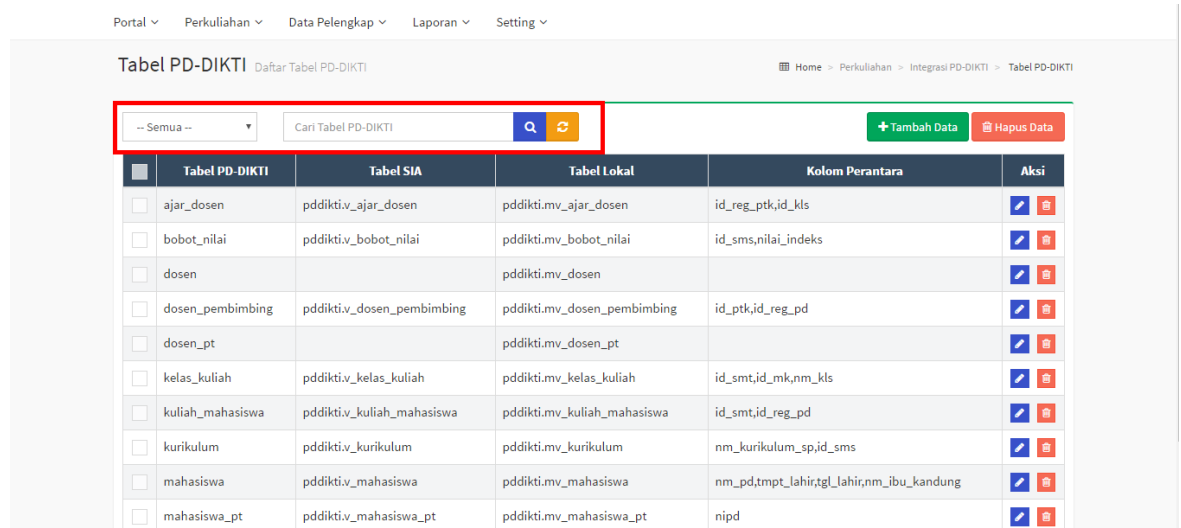 Portal Perkuliahan Data Pelengkap Laporan Setting
Tabel PD-DIKTI Daftar Tabel PD-DIKTI
Home > Perkuliahan > Integrasi PD-DIKTI > Tabel PD-DIKTI
-- Semua -- Cari Tabel PD-DIKTI +Tambah Data Hapus Data
Tabel PD-DIKTI Tabel SIA Tabel Lokal Kolom Perantara Aksi
ajar_dosen pddikti.v_ajar_dosen pddikti.mv_ajar_dosen id_reg_ptk,id_kls
bobot_nilai pddikti.v_bobot_nilai pddikti.mv_bobot_nilai id_sms,nilai_indeks
dosen pddikti.mv_dosen
dosen_pembimbing pddikti.v_dosen_pembimbing pddikti.mv_dosen_pembimbing id_ptk,id_reg_pd
dosen_pt pddikti.mv_dosen_pt
kelas_kuliah pddikti.v_kelas_kuliah pddikti.mv_kelas_kuliah id_smt,id_mk,nm_kls
kuliah_mahasiswa pddikti.v_kuliah_mahasiswa pddikti.mv_kuliah_mahasiswa id_smt,id_reg_pd
kurikulum pddikti.v_kurikulum pddikti.mv_kurikulum nm_kurikulum_sp,id_sms
mahasiswa pddikti.v_mahasiswa pddikti.mv_mahasiswa nm_pd,tmpt_lahir,tgl_lahir,nm_ibu_kandung
mahasiswa_pt pddikti.v_mahasiswa_pt pddikti.mv_mahasiswa_pt nipd